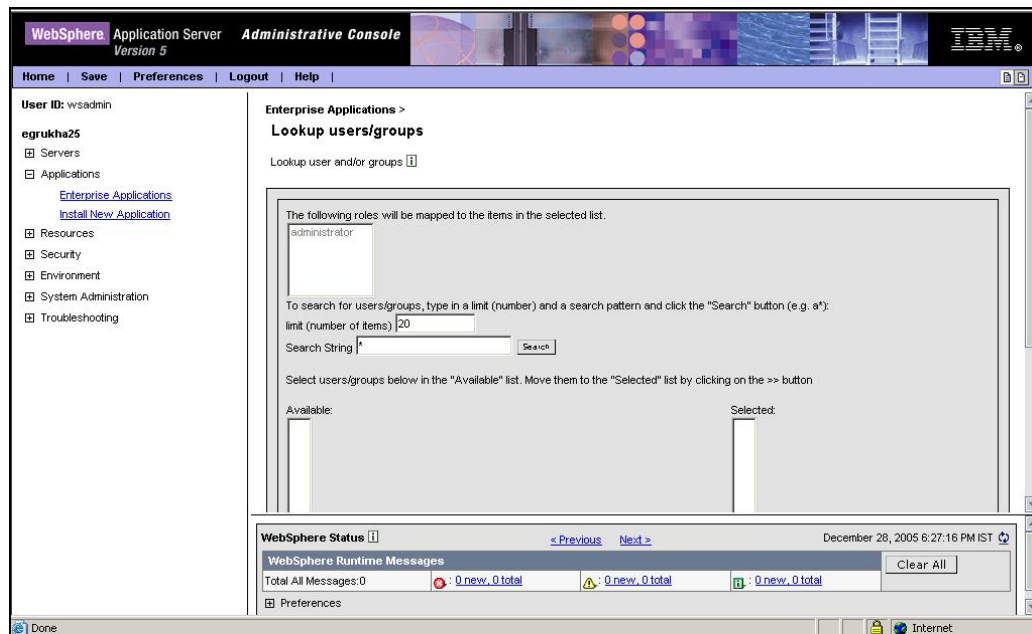 WebSphere Application Server Administrative Console
Version 5
IBM®
Home | Save | Preferences | Logout | Help |
User ID: wsadmin
egrukha25
Servers
Applications
Enterprise Applications
Install New Application
Resources
Security
Environment
System Administration
Troubleshooting
Enterprise Applications >
Lookup users/groups
Lookup user and/or groups i
The following roles will be mapped to the items in the selected list.
administrator
To search for users/groups, type in a limit (number) and a search pattern and click the "Search" button (e.g. a*):
limit (number of items) 20
Search String * Search
Select users/groups below in the "Available" list. Move them to the "Selected" list by clicking on the >> button
Available: Selected:
WebSphere Status i < Previous Next > December 28, 2005 6:27:16 PM IST
WebSphere Runtime Messages
Clear All
Total All Messages:0 : 0 new, 0 total : 0 new, 0 total : 0 new, 0 total
Preferences
Done Internet